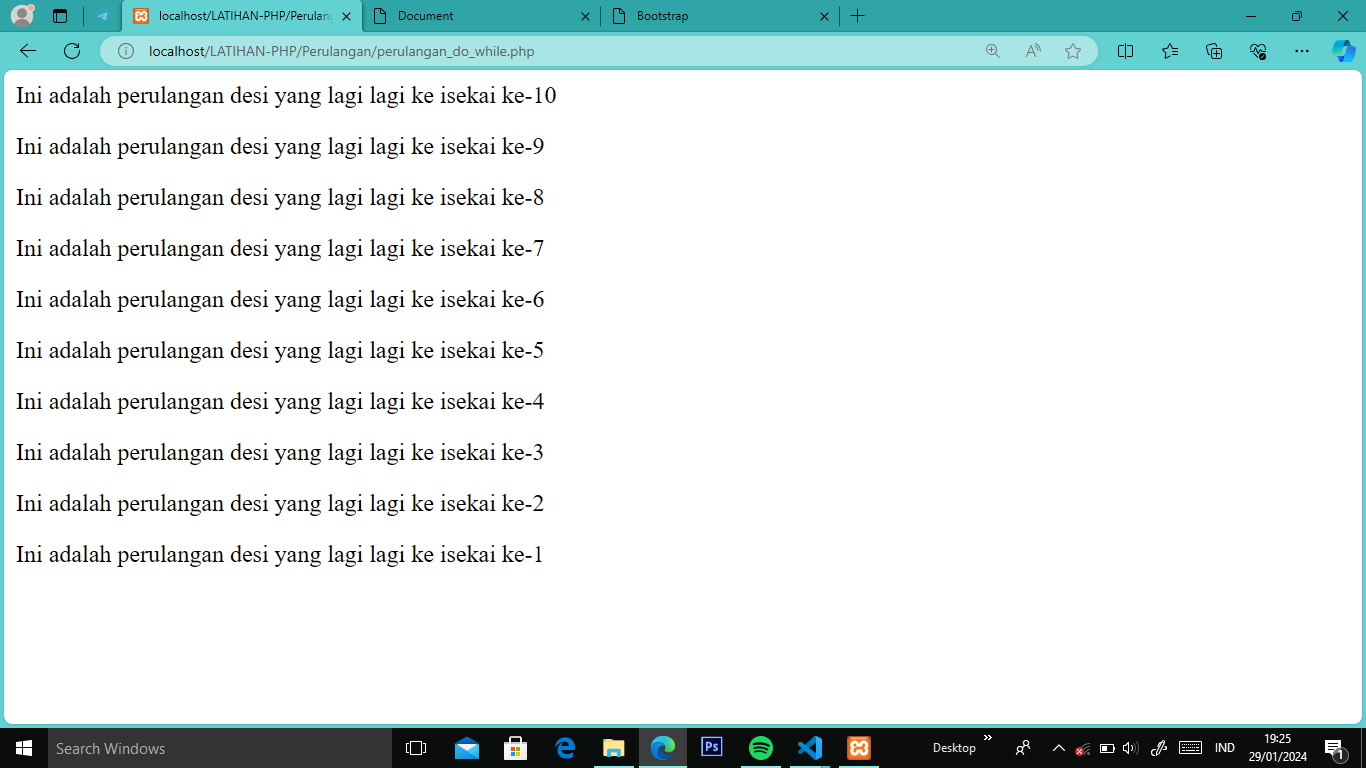 localhost/LATIHAN-PHP/Perulang
Document
Bootstrap
localhost/LATIHAN-PHP/Perulangan/perulangan_do_while.php
Ini adalah perulangan desi yang lagi lagi ke isekai ke-10
Ini adalah perulangan desi yang lagi lagi ke isekai ke-9
Ini adalah perulangan desi yang lagi lagi ke isekai ke-8
Ini adalah perulangan desi yang lagi lagi ke isekai ke-7
Ini adalah perulangan desi yang lagi lagi ke isekai ke-6
Ini adalah perulangan desi yang lagi lagi ke isekai ke-5
Ini adalah perulangan desi yang lagi lagi ke isekai ke-4
Ini adalah perulangan desi yang lagi lagi ke isekai ke-3
Ini adalah perulangan desi yang lagi lagi ke isekai ke-2
Ini adalah perulangan desi yang lagi lagi ke isekai ke-1
Search Windows
Ps
Desktop
IND
19:25
29/01/2024
1